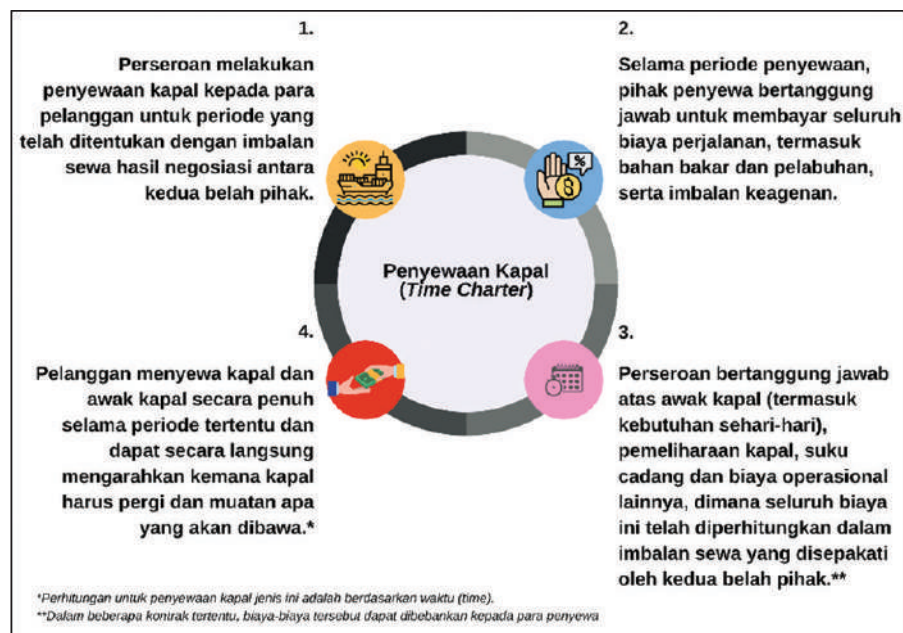 1.
Perseroan melakukan
penyewaan kapal kepada para
pelanggan untuk periode yang
telah ditentukan dengan imbalan
sewa hasil negosiasi antara
kedua belah pihak.
2.
Selama periode penyewaan,
pihak penyewa bertanggung
jawab untuk membayar seluruh
biaya perjalanan, termasuk
bahan bakar dan pelabuhan,
serta imbalan keagenan.
%
$
Penyewaan Kapal
(Time Charter)
4.
Pelanggan menyewa kapal dan
awak kapal secara penuh
selama periode tertentu dan
dapat secara langsung
mengarahkan kemana kapal
harus pergi dan muatan apa
yang akan dibawa.*
3.
Perseroan bertanggung jawab
atas awak kapal (termasuk
kebutuhan sehari-hari),
pemeliharaan kapal, suku
cadang dan biaya operasional
lainnya, dimana seluruh biaya
ini telah diperhitungkan dalam
imbalan sewa yang disepakati
oleh kedua belah pihak.**
*Perhitungan untuk penyewaan kapal jenis ini adalah berdasarkan waktu (time).
**Dalam beberapa kontrak tertentu, biaya-biaya tersebut dapat dibebankan kepada para penyewa